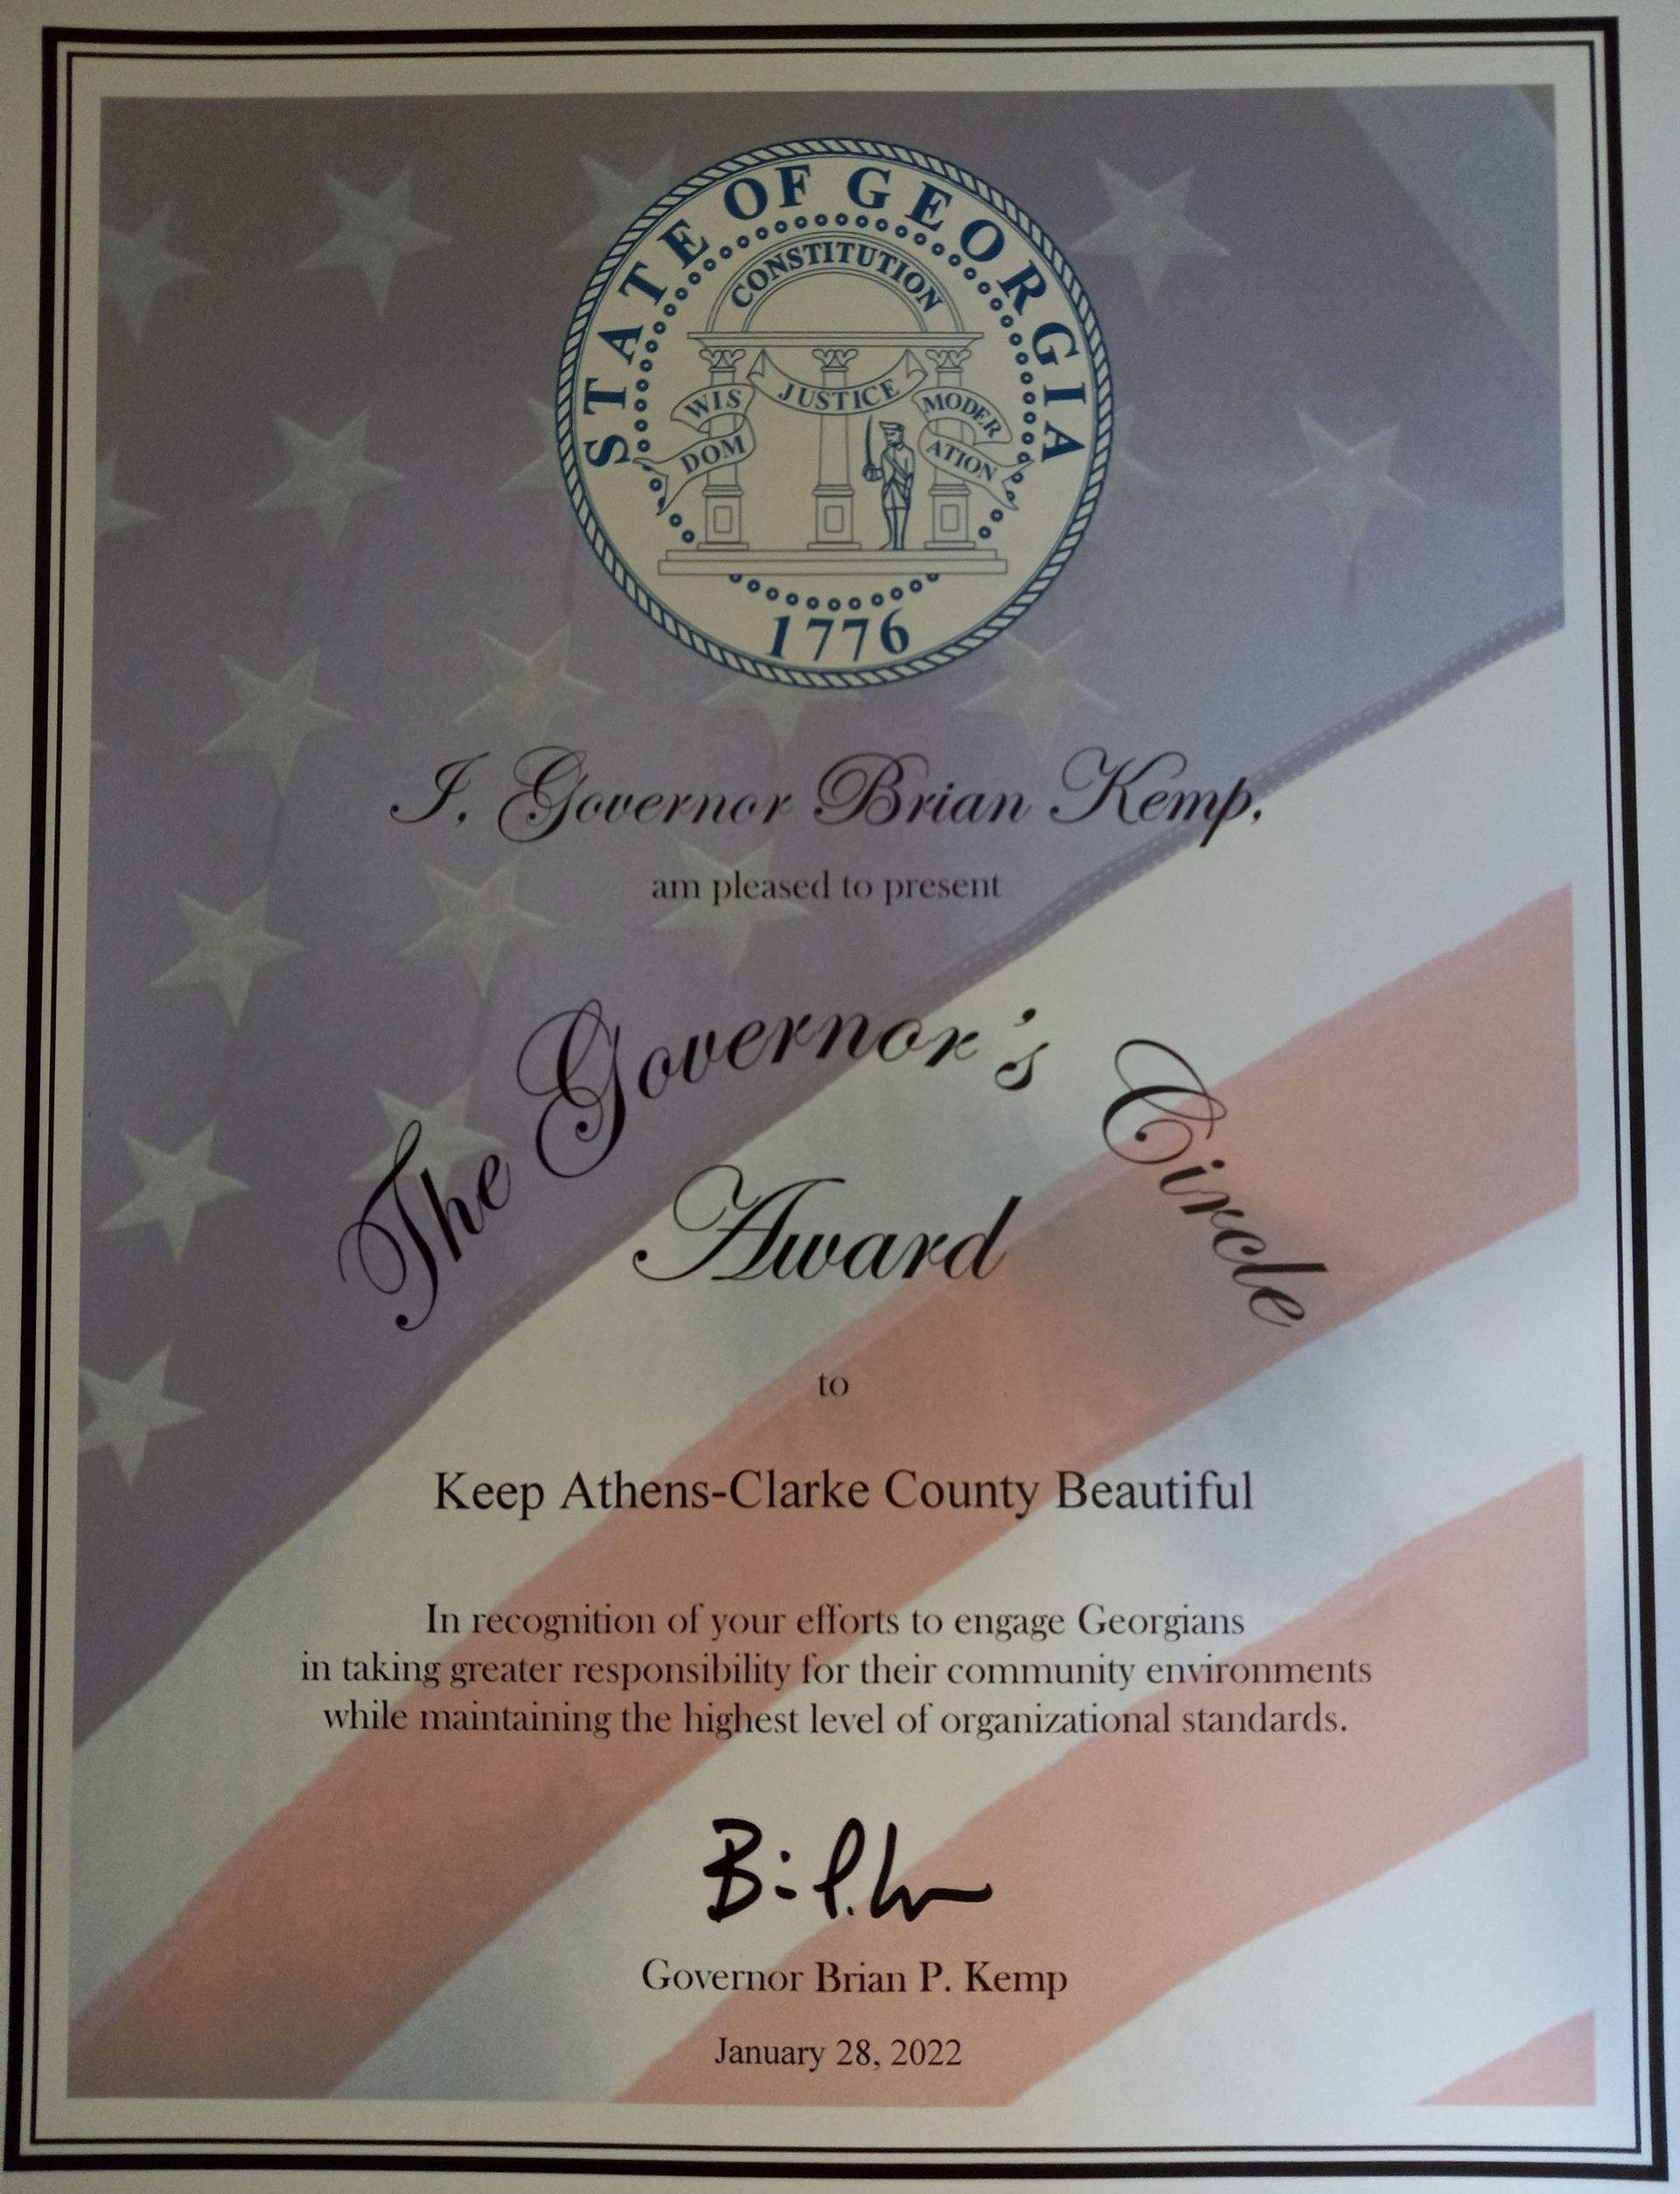 STATE OF GEORGIA
CONSTITUTION
WIS
DOM
JUSTICE
MODER
ATION
1776
I, Governor Brian Kemp,
am pleased to present
The Governor's Circle
Award
to
Keep Athens-Clarke County Beautiful
In recognition of your efforts to engage Georgians
in taking greater responsibility for their community environments
while maintaining the highest level of organizational standards.
Governor Brian P. Kemp
January 28, 2022